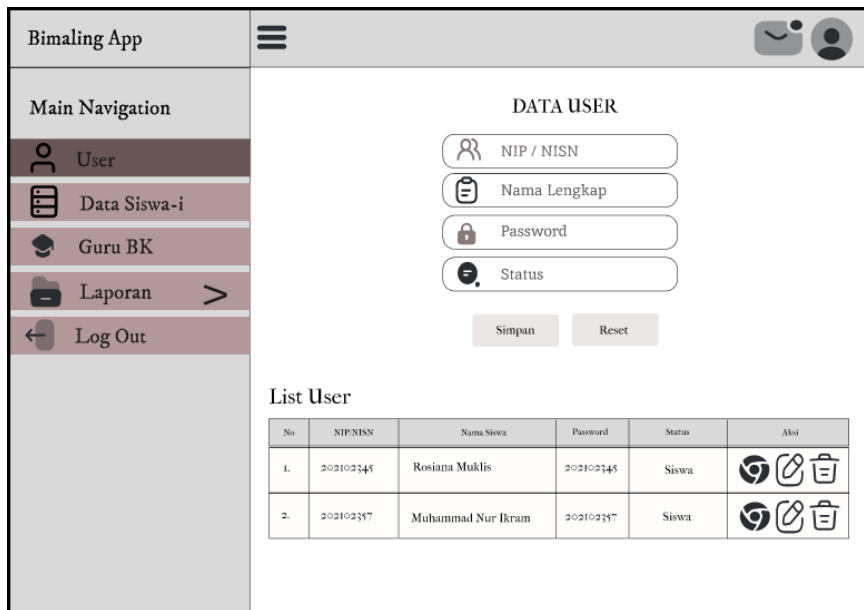 Bimaling App
Main Navigation
User
Data Siswa-i
Guru BK
Laporan >
Log Out
DATA USER
NIP / NISN
Nama Lengkap
Password
Status
Simpan Reset
List User
No NIP/NISN Nama Siswa Password Status Aksi
1. 202102345 Rosiana Muklis 202102345 Siswa
2. 202102357 Muhammad Nur Ikram 202102357 Siswa